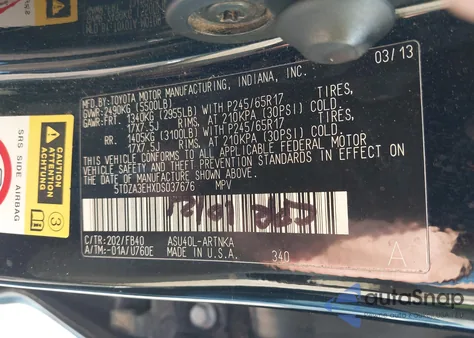 03/13
MFD.BY:TOYOTA MOTOR MANUFACTURING, INDIANA, INC.
GVWR:2490KG (5500LB)
GAWR:FRT. 1340KG (2955LB) WITH P245/65R17 TIRES,
17X7.5J RIMS, AT 210KPA (30PSI) COLD.
RR. 1405KG (3100LB) WITH P245/65R17 TIRES,
17X7.5J RIMS, AT 210KPA (30PSI) COLD.
THIS VEHICLE CONFORMS TO ALL APPLICABLE FEDERAL MOTOR
VEHICLE SAFETY AND THEFT PREVENTION STANDARDS IN EFFECT ON
THE DATE OF MANUFACTURE SHOWN ABOVE.
5TDZA3EHXDS037676 MPV
C/TR:202/FB40 ASU40L-ARTNKA
A/TM:-01A/U760E MADE IN U.S.A. 340 A
SRS SIDE AIRBAG
CAUTION
ATTENTION
autoSnap